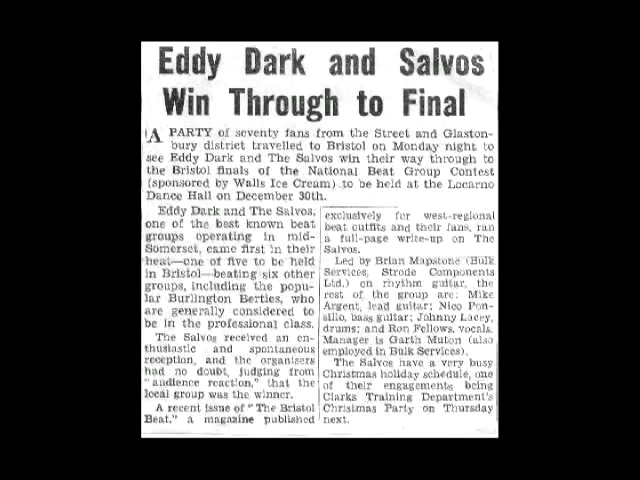 Eddy Dark and Salvos
Win Through to Final
A PARTY of seventy fans from the Street and Glaston-
bury district travelled to Bristol on Monday night to
see Eddy Dark and The Salvos win their way through to
the Bristol finals of the National Beat Group Contest
(sponsored by Walls Ice Cream) to be held at the Locarno
Dance Hall on December 30th.
Eddy Dark and The Salvos,
one of the best known beat
groups operating in mid-
Somerset, came first in their
heat—one of five to be held
in Bristol—beating six other
groups, including the popu-
lar Burlington Berties, who
are generally considered to
be in the professional class.
The Salvos received an en-
thusiastic and spontaneous
reception, and the organisers
had no doubt, judging from
"audience reaction," that the
local group was the winner.
A recent issue of "The Bristol
Beat," a magazine published
exclusively for west-regional
beat outfits and their fans, ran
a full-page write-up on The
Salvos.
Led by Brian Mapstone (Bulk
Services, Strode Components
Ltd.) on rhythm guitar, the
rest of the group are: Mike
Argent, lead guitar; Nico Pon-
sillo, bass guitar; Johnny Lacey,
drums; and Ron Fellows, vocals.
Manager is Garth Muton (also
employed in Bulk Services).
The Salvos have a very busy
Christmas holiday schedule, one
of their engagements being
Clarks Training Department's
Christmas Party on Thursday
next.